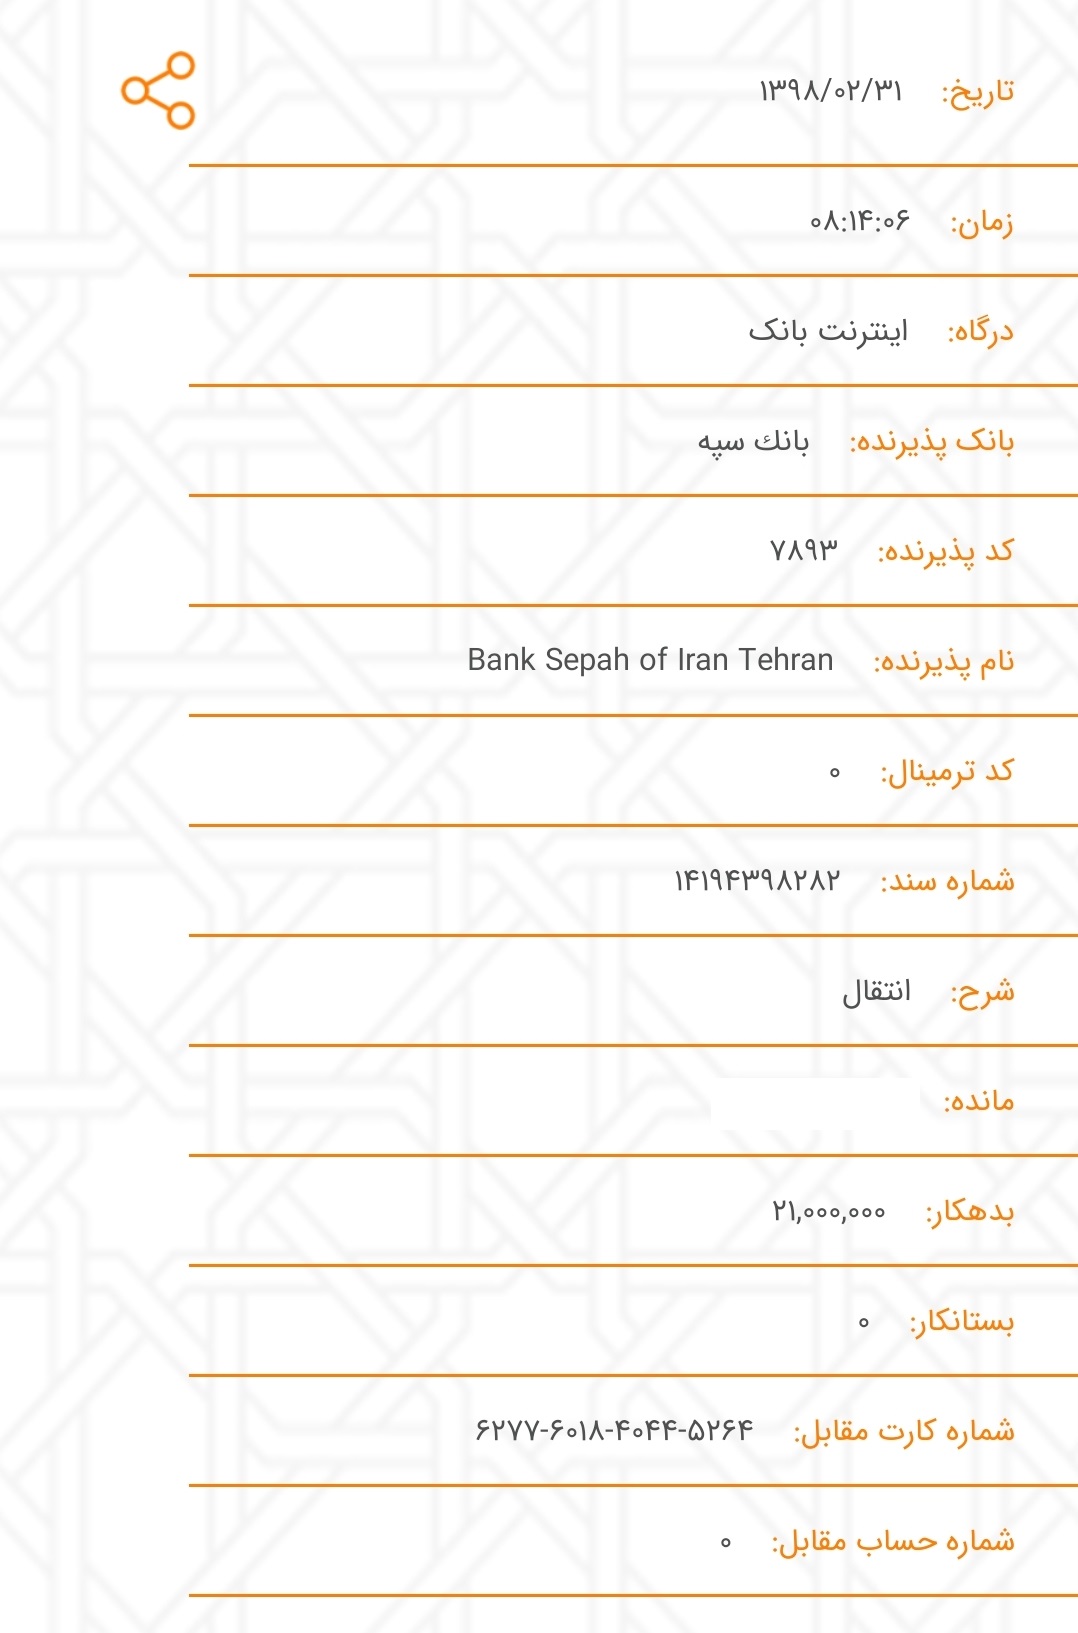 تاریخ: ۱۳۹۸/۰۲/۳۱
زمان: ۰۸:۱۴:۰۶
درگاه: اینترنت بانک
بانک پذیرنده: بانك سپه
کد پذیرنده: ۷۸۹۳
نام پذیرنده: Bank Sepah of Iran Tehran
کد ترمینال: ۰
شماره سند: ۱۴۱۹۴۳۹۸۲۸۲
شرح: انتقال
مانده:
بدهکار: ۲۱,۰۰۰,۰۰۰
بستانکار: ۰
شماره کارت مقابل: ۶۲۷۷-۶۰۱۸-۴۰۴۴-۵۲۶۴
شماره حساب مقابل: ۰